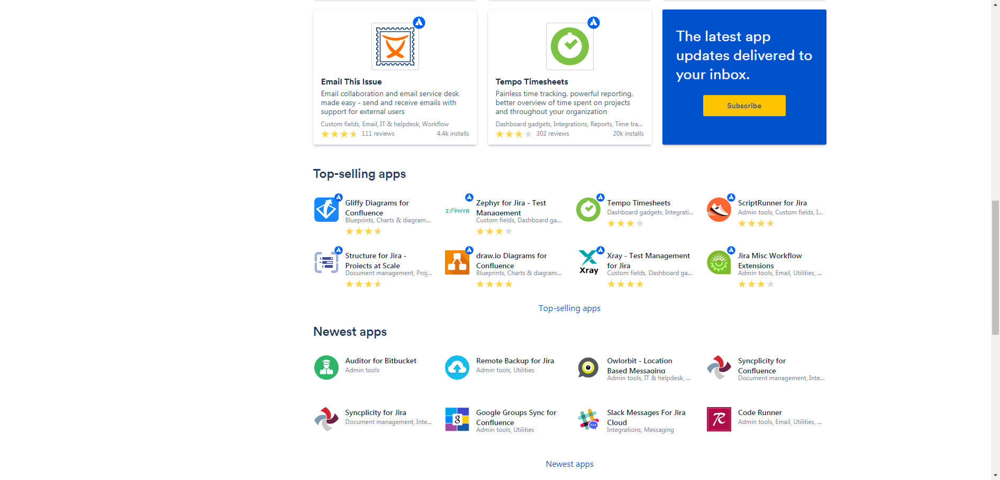 Email This Issue
Email collaboration and email service desk
made easy - send and receive emails with
support for external users
Custom fields, Email, IT & helpdesk, Workflow
111 reviews 4.4k installs
Tempo Timesheets
Painless time tracking, powerful reporting,
better overview of time spent on projects
and throughout your organization
Dashboard gadgets, Integrations, Reports, Time tra...
302 reviews 20k installs
The latest app
updates delivered to
your inbox.
Subscribe
Top-selling apps
Gliffy Diagrams for
Confluence
Blueprints, Charts & diagram...
ZEPHYR
Zephyr for Jira - Test
Management
Custom fields, Dashboard ga...
Tempo Timesheets
Dashboard gadgets, Integrati...
ScriptRunner for Jira
Admin tools, Custom fields, I...
Structure for Jira -
Projects at Scale
Document management, Proj...
draw.io Diagrams for
Confluence
Blueprints, Charts & diagram...
Xray
Xray - Test Management
for Jira
Custom fields, Dashboard ga...
Jira Misc Workflow
Extensions
Admin tools, Email, Utilities, ...
Top-selling apps
Newest apps
Auditor for Bitbucket
Admin tools
Remote Backup for Jira
Admin tools, Utilities
Owlorbit - Location
Based Messaging
Admin tools, IT & helpdesk, ...
Syncplicity for
Confluence
Document management, Inte...
Syncplicity for Jira
Document management, Inte...
g
Google Groups Sync for
Confluence
Admin tools, Utilities
Slack Messages For Jira
Cloud
Integrations, Messaging
R
Code Runner
Admin tools, Email, Utilities, ...
Newest apps